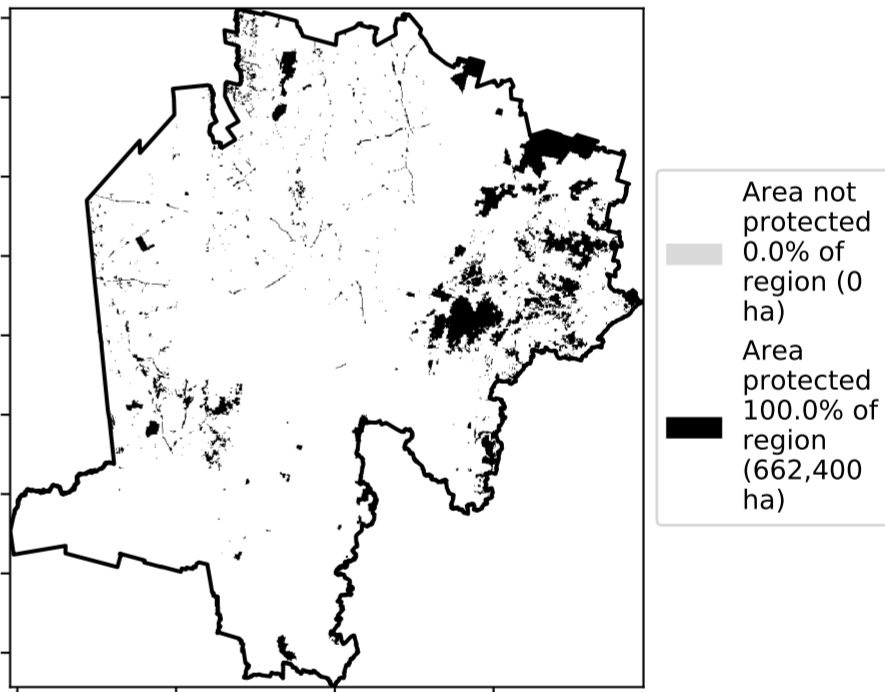 Area not
protected
0.0% of
region (0
ha)
Area
protected
100.0% of
region
(662,400
ha)